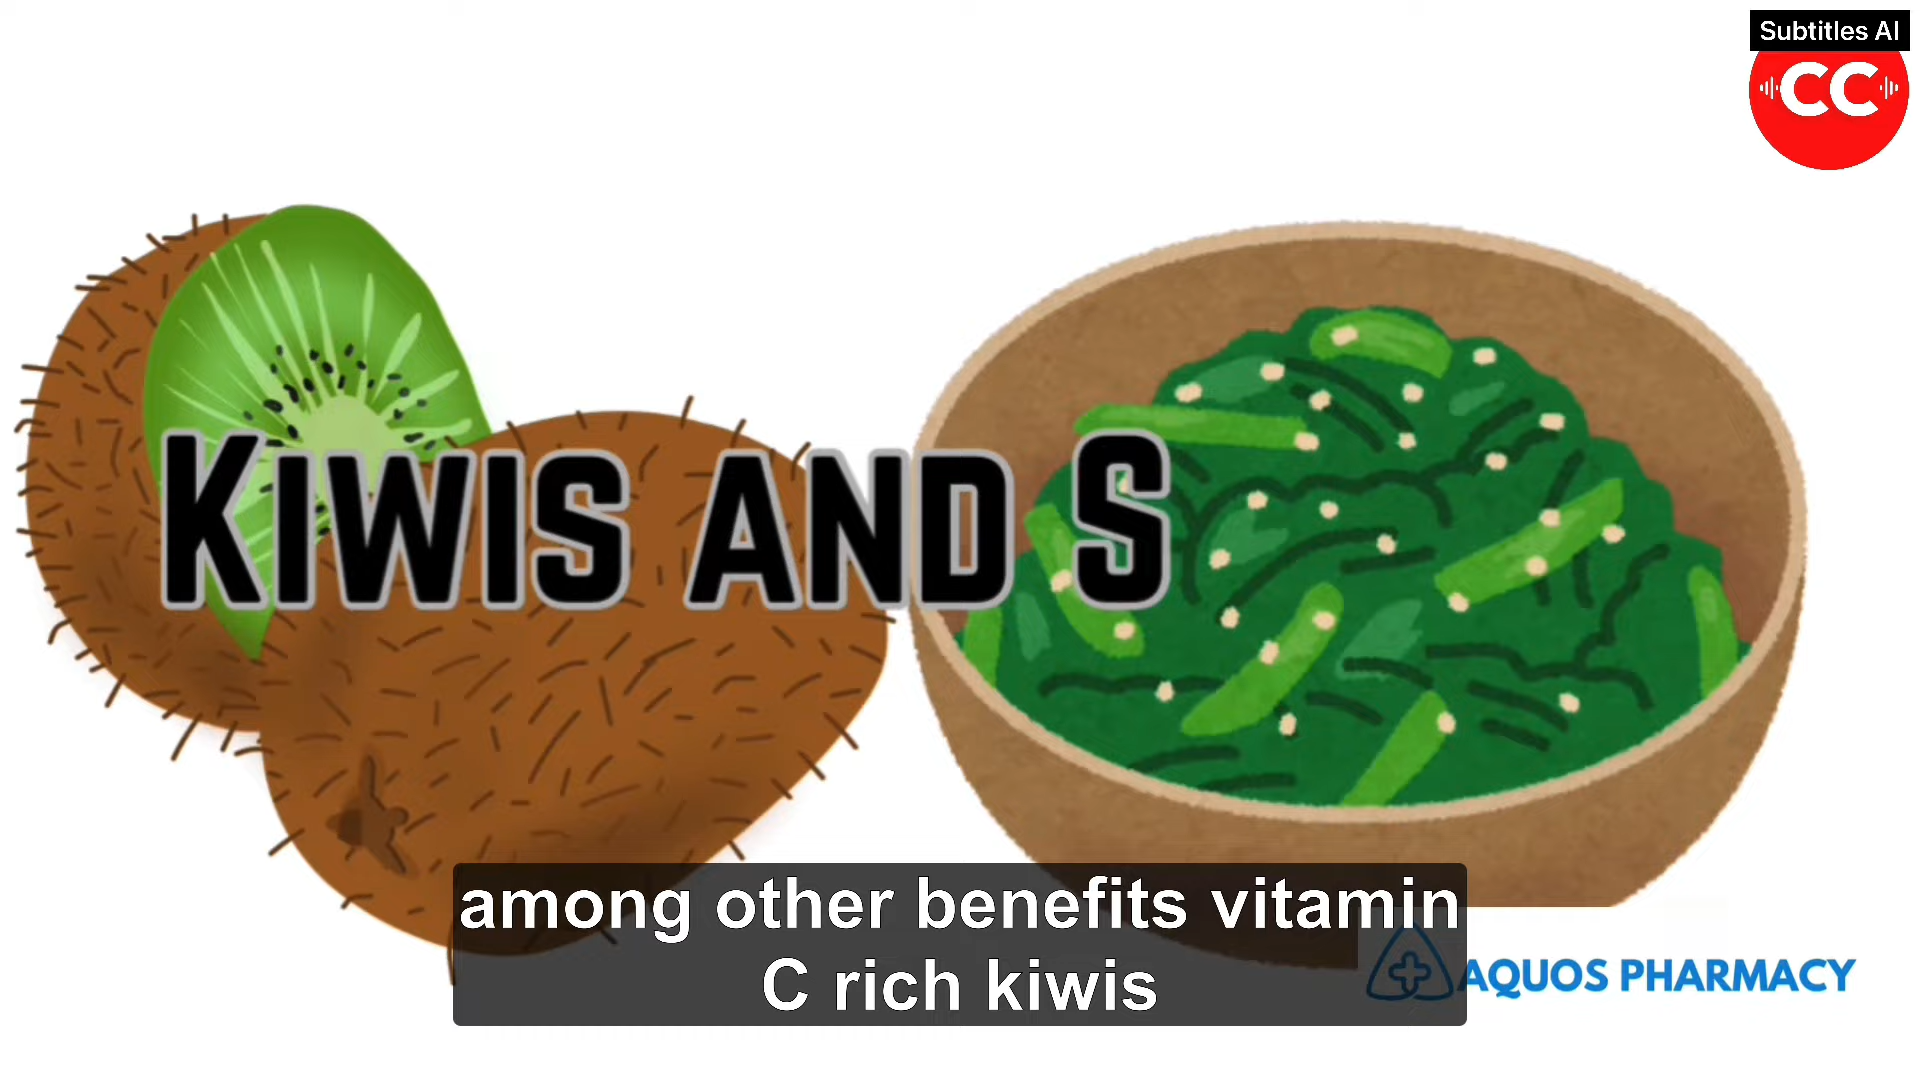 Subtitles AI
CC
KIWIS AND S
among other benefits vitamin
C rich kiwis
AQUOS PHARMACY